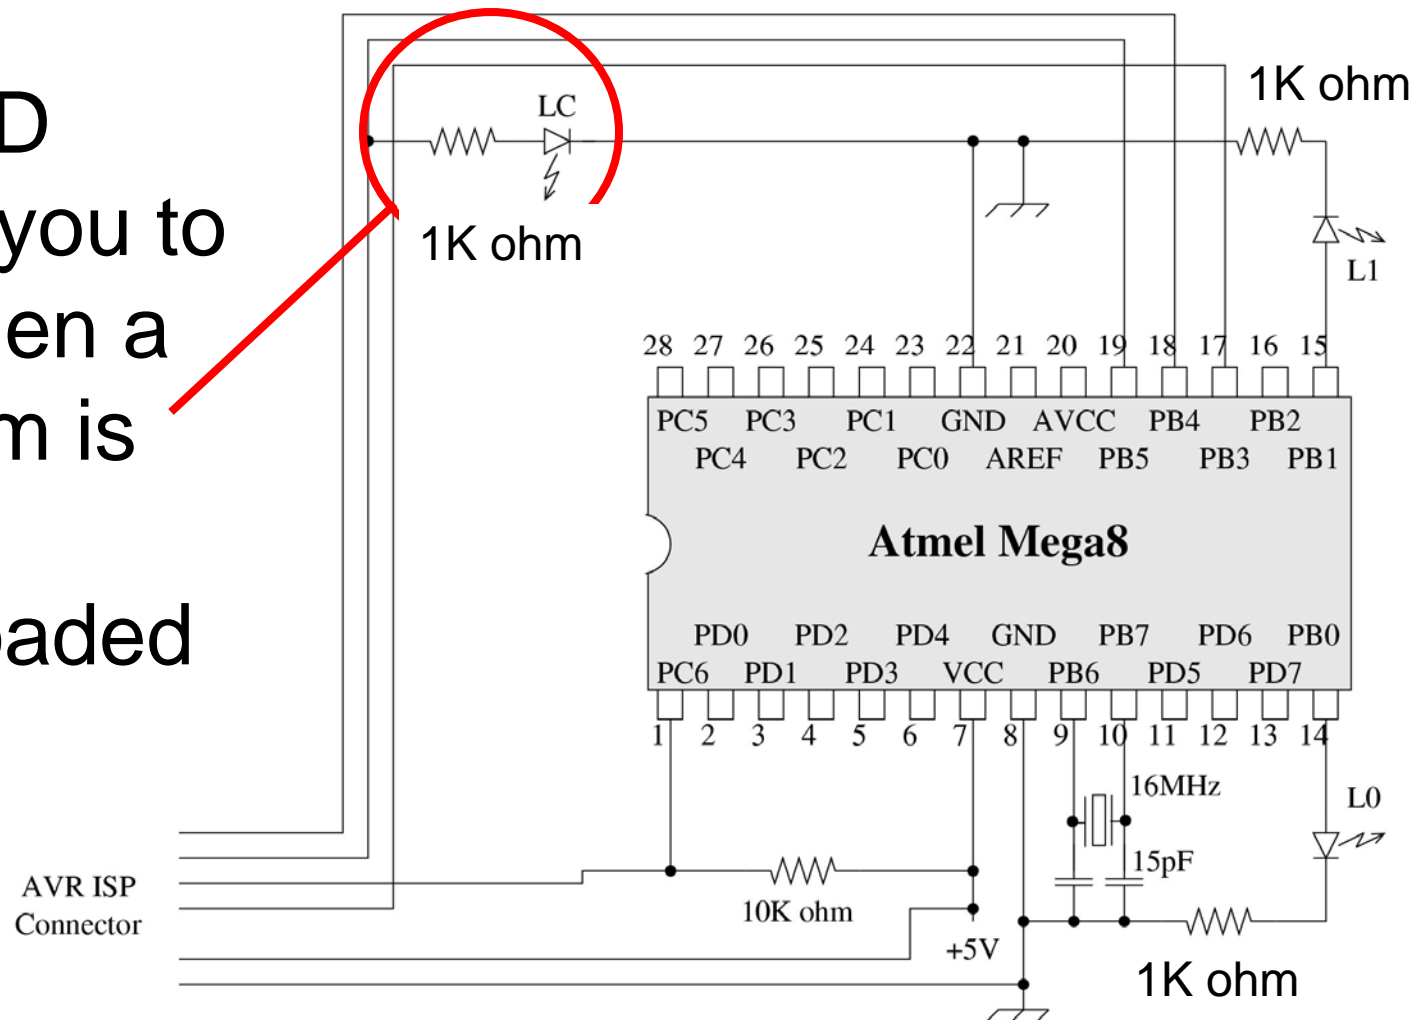 D
you to
en a
m is
aded
LC
1K ohm
1K ohm
L1
28 27 26 25 24 23 22 21 20 19 18 17 16 15
PC5 PC3 PC1 GND AVCC PB4 PB2
PC4 PC2 PC0 AREF PB5 PB3 PB1
Atmel Mega8
PD0 PD2 PD4 GND PB7 PD6 PB0
PC6 PD1 PD3 VCC PB6 PD5 PD7
1 2 3 4 5 6 7 8 9 10 11 12 13 14
16MHz
L0
15pF
AVR ISP
Connector
10K ohm
+5V
1K ohm